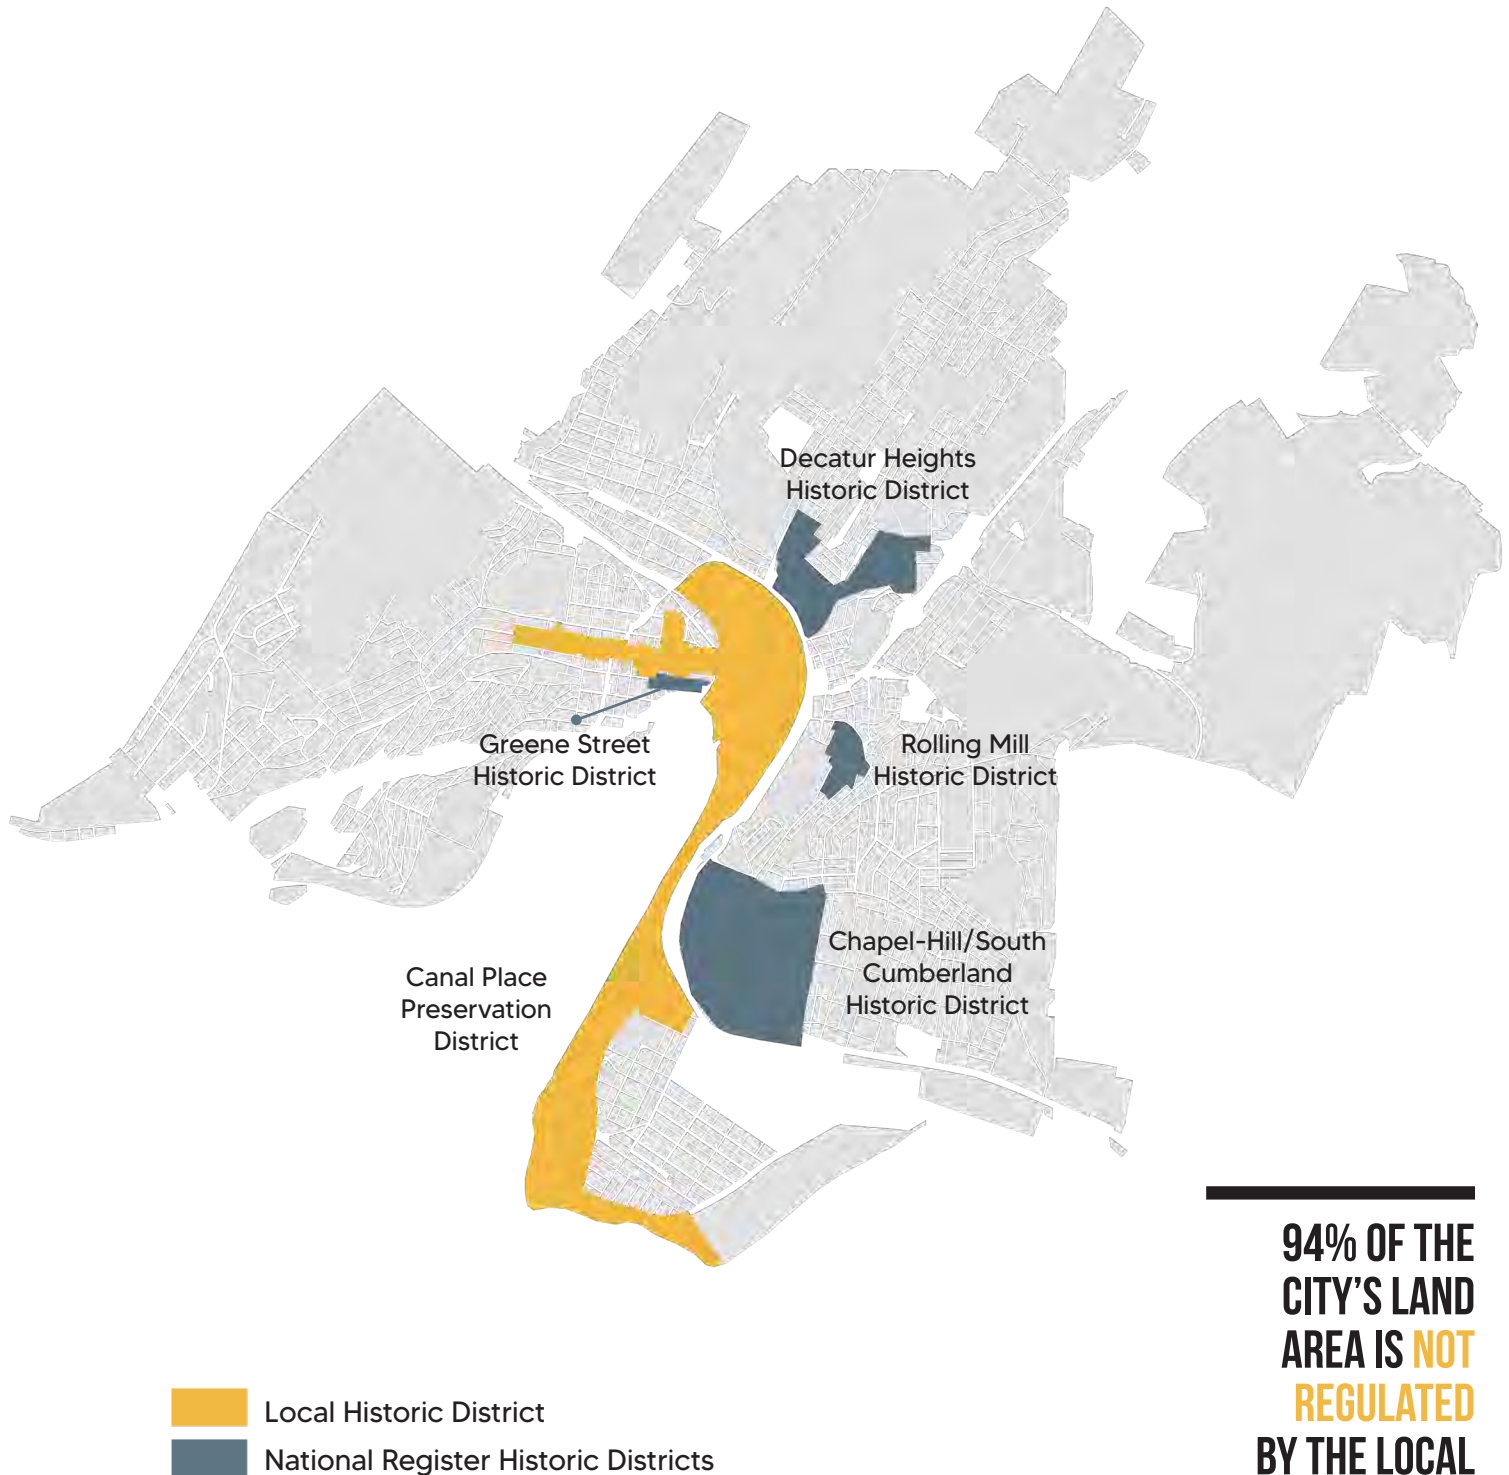 Decatur Heights
Historic District
Greene Street
Historic District
Rolling Mill
Historic District
Chapel-Hill/South
Cumberland
Historic District
Canal Place
Preservation
District
94% OF THE
CITY'S LAND
AREA IS NOT
REGULATED
BY THE LOCAL
Local Historic District
National Register Historic Districts